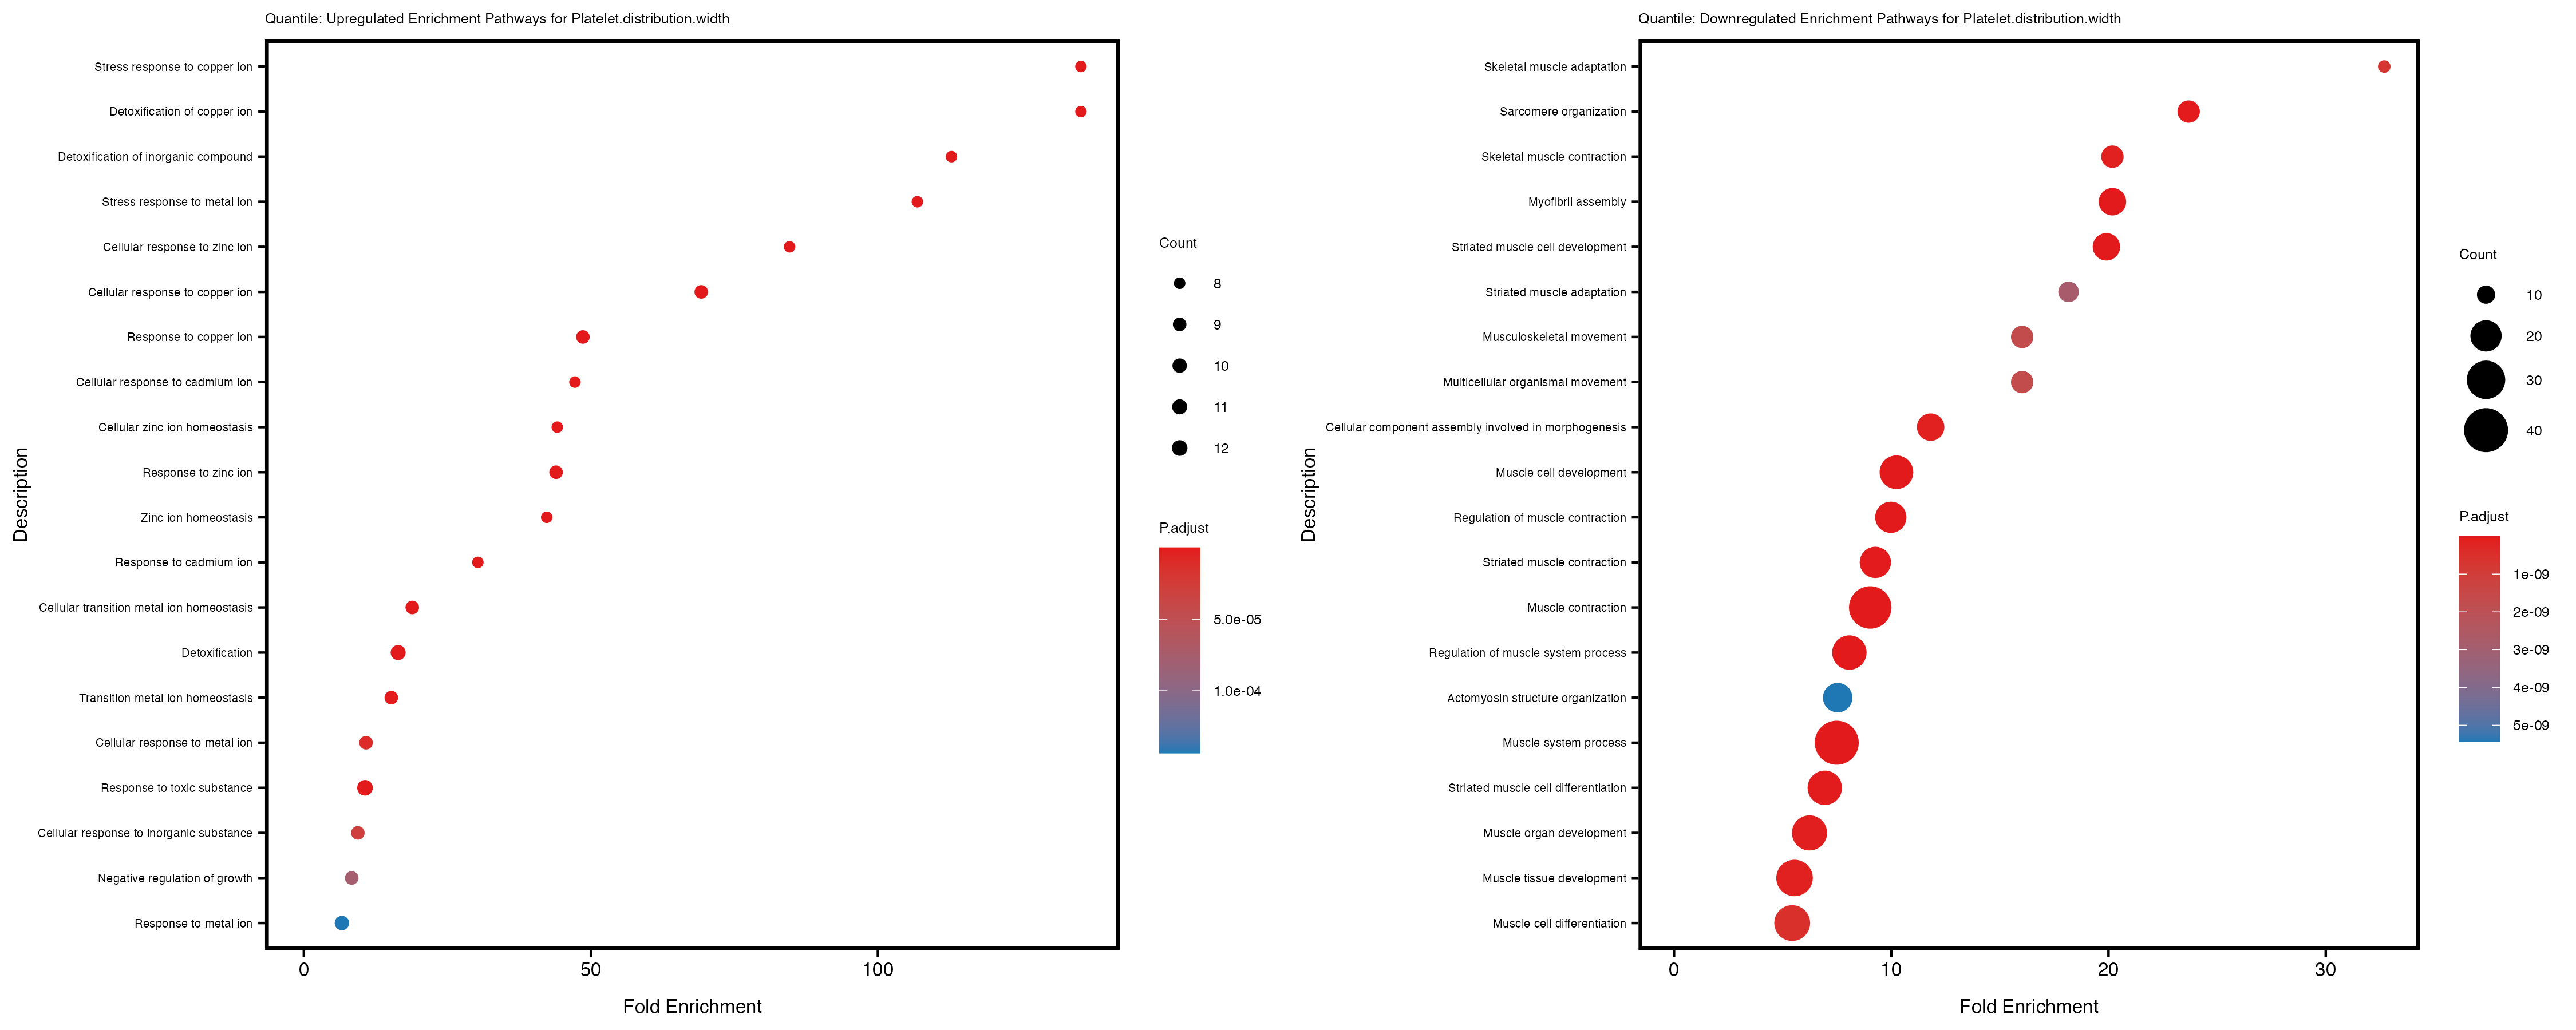 Quantile: Upregulated Enrichment Pathways for Platelet.distribution.width
Description
Stress response to copper ion
Detoxification of copper ion
Detoxification of inorganic compound
Stress response to metal ion
Cellular response to zinc ion
Cellular response to copper ion
Response to copper ion
Cellular response to cadmium ion
Cellular zinc ion homeostasis
Response to zinc ion
Zinc ion homeostasis
Response to cadmium ion
Cellular transition metal ion homeostasis
Detoxification
Transition metal ion homeostasis
Cellular response to metal ion
Response to toxic substance
Cellular response to inorganic substance
Negative regulation of growth
Response to metal ion
0 50 100
Fold Enrichment
Count
8
9
10
11
12
P.adjust
5.0e-05
1.0e-04
Quantile: Downregulated Enrichment Pathways for Platelet.distribution.width
Description
Skeletal muscle adaptation
Sarcomere organization
Skeletal muscle contraction
Myofibril assembly
Striated muscle cell development
Striated muscle adaptation
Musculoskeletal movement
Multicellular organismal movement
Cellular component assembly involved in morphogenesis
Muscle cell development
Regulation of muscle contraction
Striated muscle contraction
Muscle contraction
Regulation of muscle system process
Actomyosin structure organization
Muscle system process
Striated muscle cell differentiation
Muscle organ development
Muscle tissue development
Muscle cell differentiation
0 10 20 30
Fold Enrichment
Count
10
20
30
40
P.adjust
1e-09
2e-09
3e-09
4e-09
5e-09